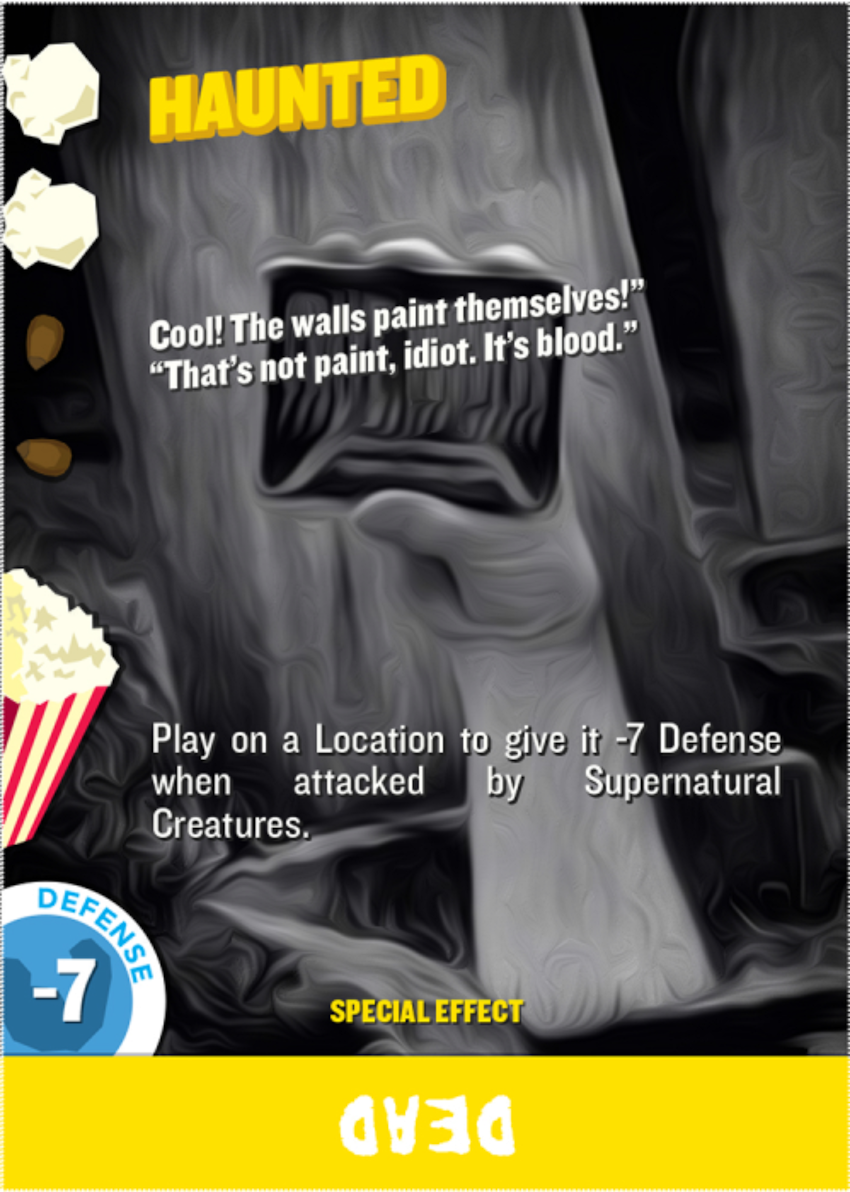 HAUNTED
Cool! The walls paint themselves!”
“That’s not paint, idiot. It’s blood.”
Play on a Location to give it -7 Defense
when attacked by Supernatural
Creatures.
DEFENSE
-7
SPECIAL EFFECT
DEAD